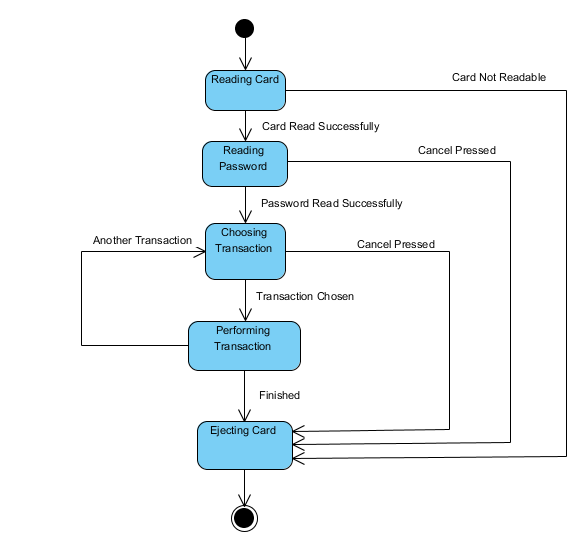 Reading Card
Card Not Readable
Card Read Successfully
Reading
Password
Cancel Pressed
Password Read Successfully
Choosing
Transaction
Another Transaction
Cancel Pressed
Transaction Chosen
Performing
Transaction
Finished
Ejecting Card